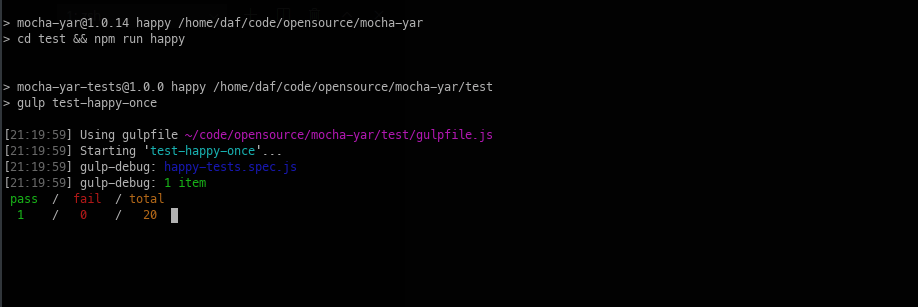 > mocha-yar@1.0.14 happy /home/daf/code/opensource/mocha-yar
> cd test && npm run happy
> mocha-yar-tests@1.0.0 happy /home/daf/code/opensource/mocha-yar/test
> gulp test-happy-once
[21:19:59] Using gulpfile ~/code/opensource/mocha-yar/test/gulpfile.js
[21:19:59] Starting 'test-happy-once'...
[21:19:59] gulp-debug: happy-tests.spec.js
[21:19:59] gulp-debug: 1 item
pass / fail / total
1 / 0 / 20